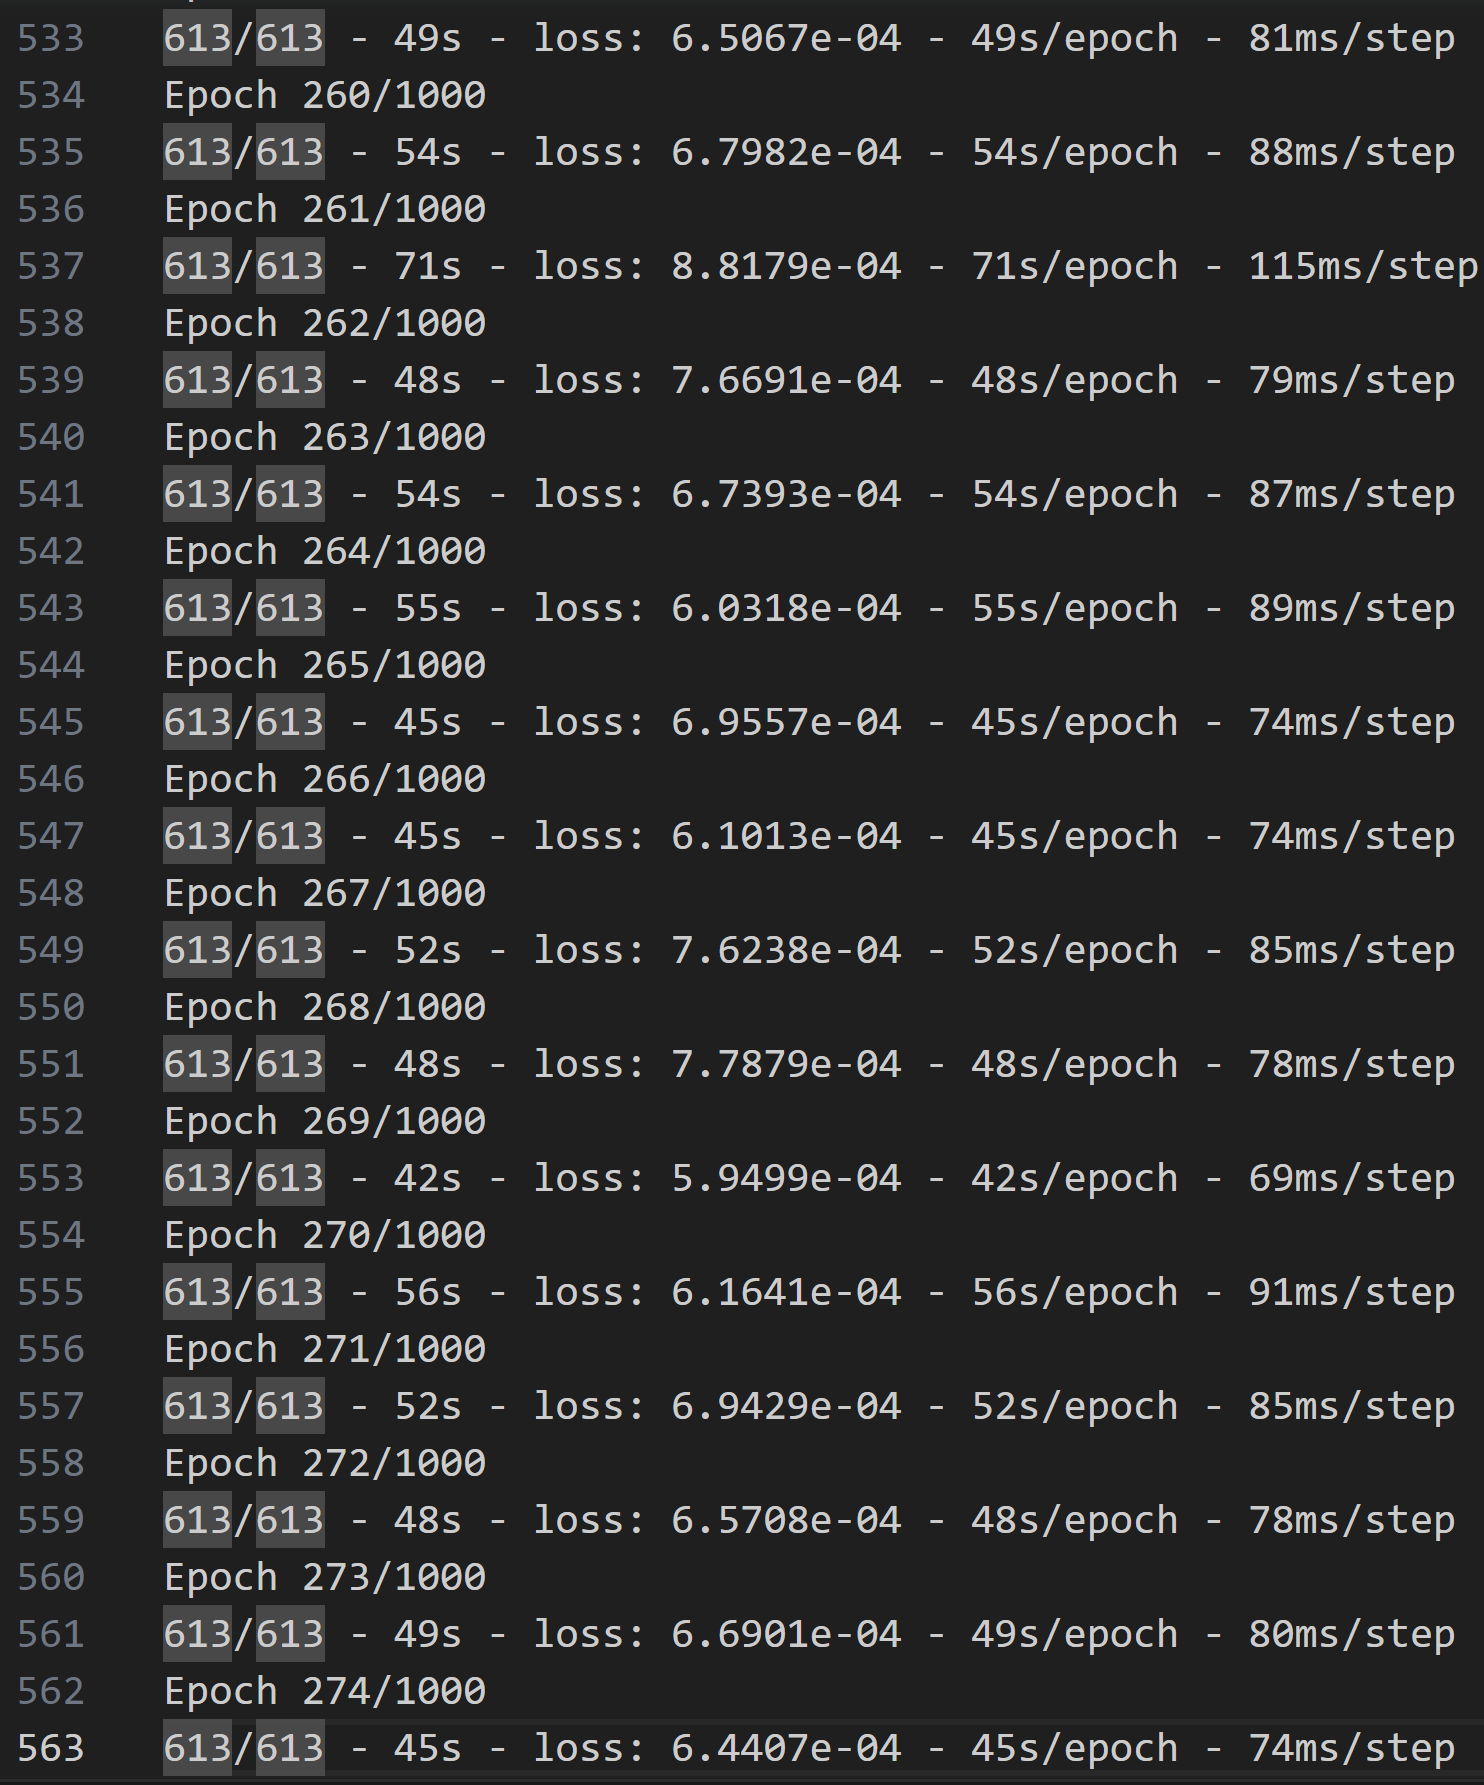 533 613/613 - 49s - loss: 6.5067e-04 - 49s/epoch - 81ms/step
534 Epoch 260/1000
535 613/613 - 54s - loss: 6.7982e-04 - 54s/epoch - 88ms/step
536 Epoch 261/1000
537 613/613 - 71s - loss: 8.8179e-04 - 71s/epoch - 115ms/step
538 Epoch 262/1000
539 613/613 - 48s - loss: 7.6691e-04 - 48s/epoch - 79ms/step
540 Epoch 263/1000
541 613/613 - 54s - loss: 6.7393e-04 - 54s/epoch - 87ms/step
542 Epoch 264/1000
543 613/613 - 55s - loss: 6.0318e-04 - 55s/epoch - 89ms/step
544 Epoch 265/1000
545 613/613 - 45s - loss: 6.9557e-04 - 45s/epoch - 74ms/step
546 Epoch 266/1000
547 613/613 - 45s - loss: 6.1013e-04 - 45s/epoch - 74ms/step
548 Epoch 267/1000
549 613/613 - 52s - loss: 7.6238e-04 - 52s/epoch - 85ms/step
550 Epoch 268/1000
551 613/613 - 48s - loss: 7.7879e-04 - 48s/epoch - 78ms/step
552 Epoch 269/1000
553 613/613 - 42s - loss: 5.9499e-04 - 42s/epoch - 69ms/step
554 Epoch 270/1000
555 613/613 - 56s - loss: 6.1641e-04 - 56s/epoch - 91ms/step
556 Epoch 271/1000
557 613/613 - 52s - loss: 6.9429e-04 - 52s/epoch - 85ms/step
558 Epoch 272/1000
559 613/613 - 48s - loss: 6.5708e-04 - 48s/epoch - 78ms/step
560 Epoch 273/1000
561 613/613 - 49s - loss: 6.6901e-04 - 49s/epoch - 80ms/step
562 Epoch 274/1000
563 613/613 - 45s - loss: 6.4407e-04 - 45s/epoch - 74ms/step